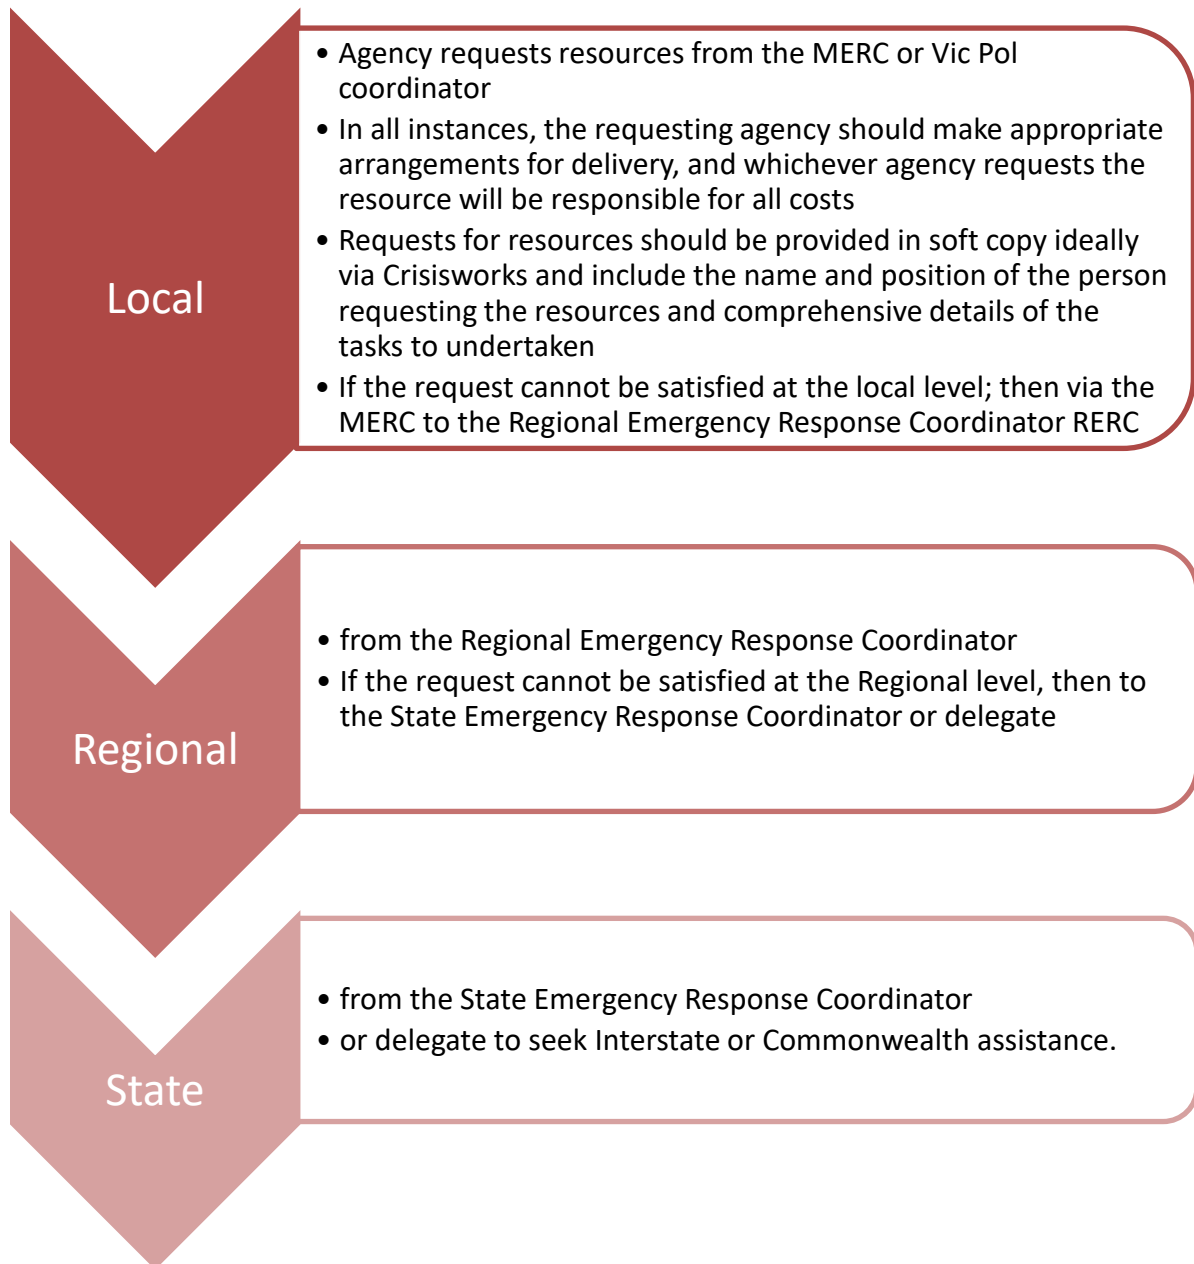 Local
• Agency requests resources from the MERC or Vic Pol
coordinator
• In all instances, the requesting agency should make appropriate
arrangements for delivery, and whichever agency requests the
resource will be responsible for all costs
• Requests for resources should be provided in soft copy ideally
via Crisisworks and include the name and position of the person
requesting the resources and comprehensive details of the
tasks to undertaken
• If the request cannot be satisfied at the local level; then via the
MERC to the Regional Emergency Response Coordinator RERC
Regional
• from the Regional Emergency Response Coordinator
• If the request cannot be satisfied at the Regional level, then to
the State Emergency Response Coordinator or delegate
State
• from the State Emergency Response Coordinator
• or delegate to seek Interstate or Commonwealth assistance.